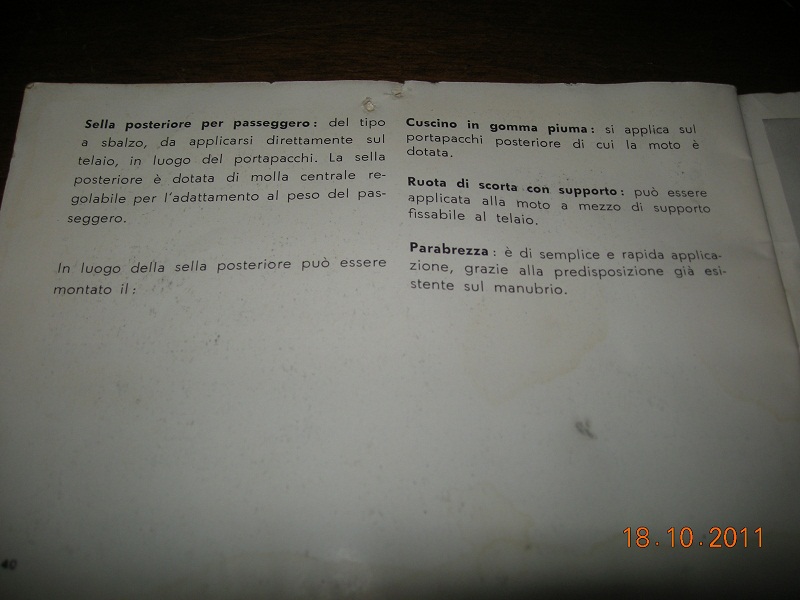 Sella posteriore per passeggero: del tipo
a sbalzo, da applicarsi direttamente sul
telaio, in luogo del portapacchi. La sella
posteriore è dotata di molla centrale re-
golabile per l'adattamento al peso del pas-
seggero.
In luogo della sella posteriore può essere
montato il:
Cuscino in gomma piuma: si applica sul
portapacchi posteriore di cui la moto è
dotata.
Ruota di scorta con supporto: può essere
applicata alla moto a mezzo di supporto
fissabile al telaio.
Parabrezza: è di semplice e rapida applica-
zione, grazie alla predisposizione già esi-
stente sul manubrio.
40
18.10.2011